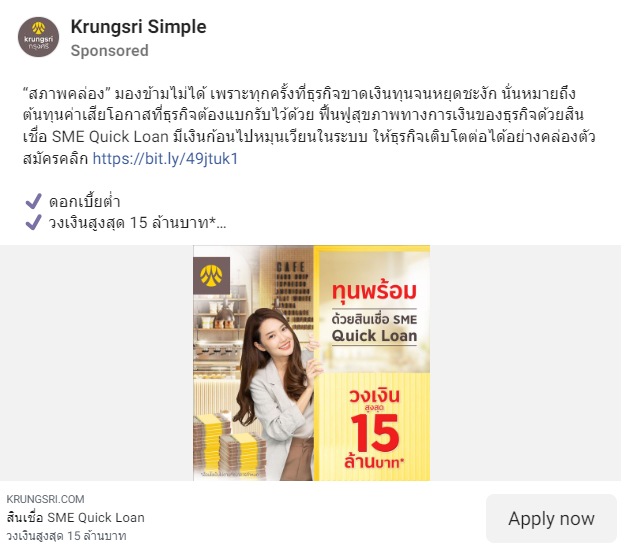 Krungsri Simple
Sponsored
krungsri
กรุงศรี
“สภาพคล่อง” มองข้ามไม่ได้ เพราะทุกครั้งที่ธุรกิจขาดเงินทุนจนหยุดชะงัก นั่นหมายถึง
ต้นทุนค่าเสียโอกาสที่ธุรกิจต้องแบกรับไว้ด้วย ฟื้นฟูสุขภาพทางการเงินของธุรกิจด้วยสิน
เชื่อ SME Quick Loan มีเงินก้อนไปหมุนเวียนในระบบ ให้ธุรกิจเติบโตต่อได้อย่างคล่องตัว
สมัครคลิก https://bit.ly/49jtuk1
✓ ดอกเบี้ยต่ำ
✓ วงเงินสูงสุด 15 ล้านบาท*...
CAFE
ทุนพร้อม
ด้วยสินเชื่อ SME
Quick Loan
วงเงิน
สูงสุด
15
ล้านบาท*
KRUNGSRI.COM
สินเชื่อ SME Quick Loan
วงเงินสูงสุด 15 ล้านบาท
Apply now